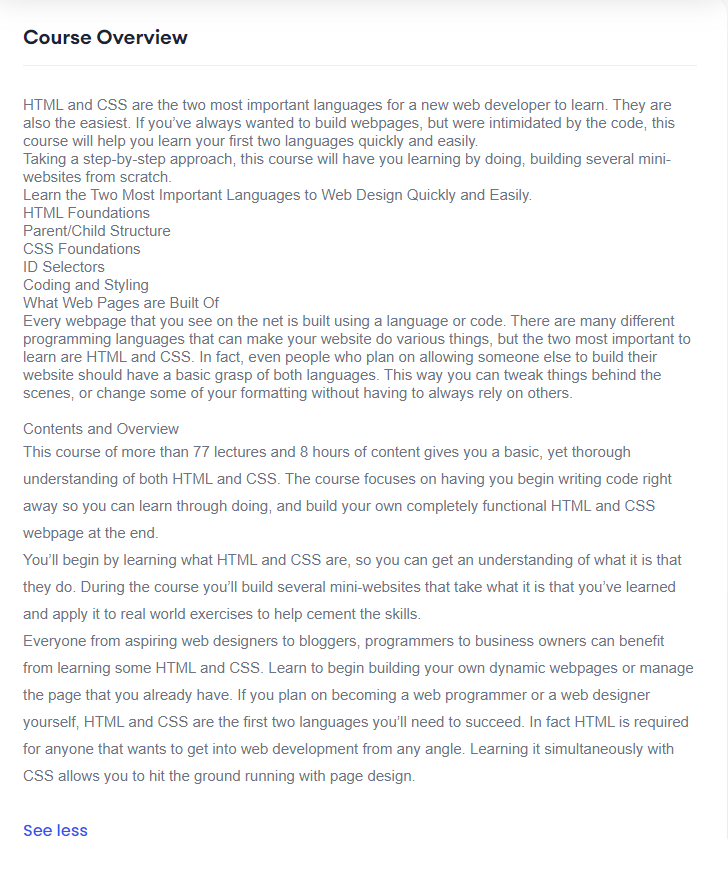 Course Overview
HTML and CSS are the two most important languages for a new web developer to learn. They are
also the easiest. If you’ve always wanted to build webpages, but were intimidated by the code, this
course will help you learn your first two languages quickly and easily.
Taking a step-by-step approach, this course will have you learning by doing, building several mini-
websites from scratch.
Learn the Two Most Important Languages to Web Design Quickly and Easily.
HTML Foundations
Parent/Child Structure
CSS Foundations
ID Selectors
Coding and Styling
What Web Pages are Built Of
Every webpage that you see on the net is built using a language or code. There are many different
programming languages that can make your website do various things, but the two most important to
learn are HTML and CSS. In fact, even people who plan on allowing someone else to build their
website should have a basic grasp of both languages. This way you can tweak things behind the
scenes, or change some of your formatting without having to always rely on others.
Contents and Overview
This course of more than 77 lectures and 8 hours of content gives you a basic, yet thorough
understanding of both HTML and CSS. The course focuses on having you begin writing code right
away so you can learn through doing, and build your own completely functional HTML and CSS
webpage at the end.
You’ll begin by learning what HTML and CSS are, so you can get an understanding of what it is that
they do. During the course you’ll build several mini-websites that take what it is that you’ve learned
and apply it to real world exercises to help cement the skills.
Everyone from aspiring web designers to bloggers, programmers to business owners can benefit
from learning some HTML and CSS. Learn to begin building your own dynamic webpages or manage
the page that you already have. If you plan on becoming a web programmer or a web designer
yourself, HTML and CSS are the first two languages you’ll need to succeed. In fact HTML is required
for anyone that wants to get into web development from any angle. Learning it simultaneously with
CSS allows you to hit the ground running with page design.
See less